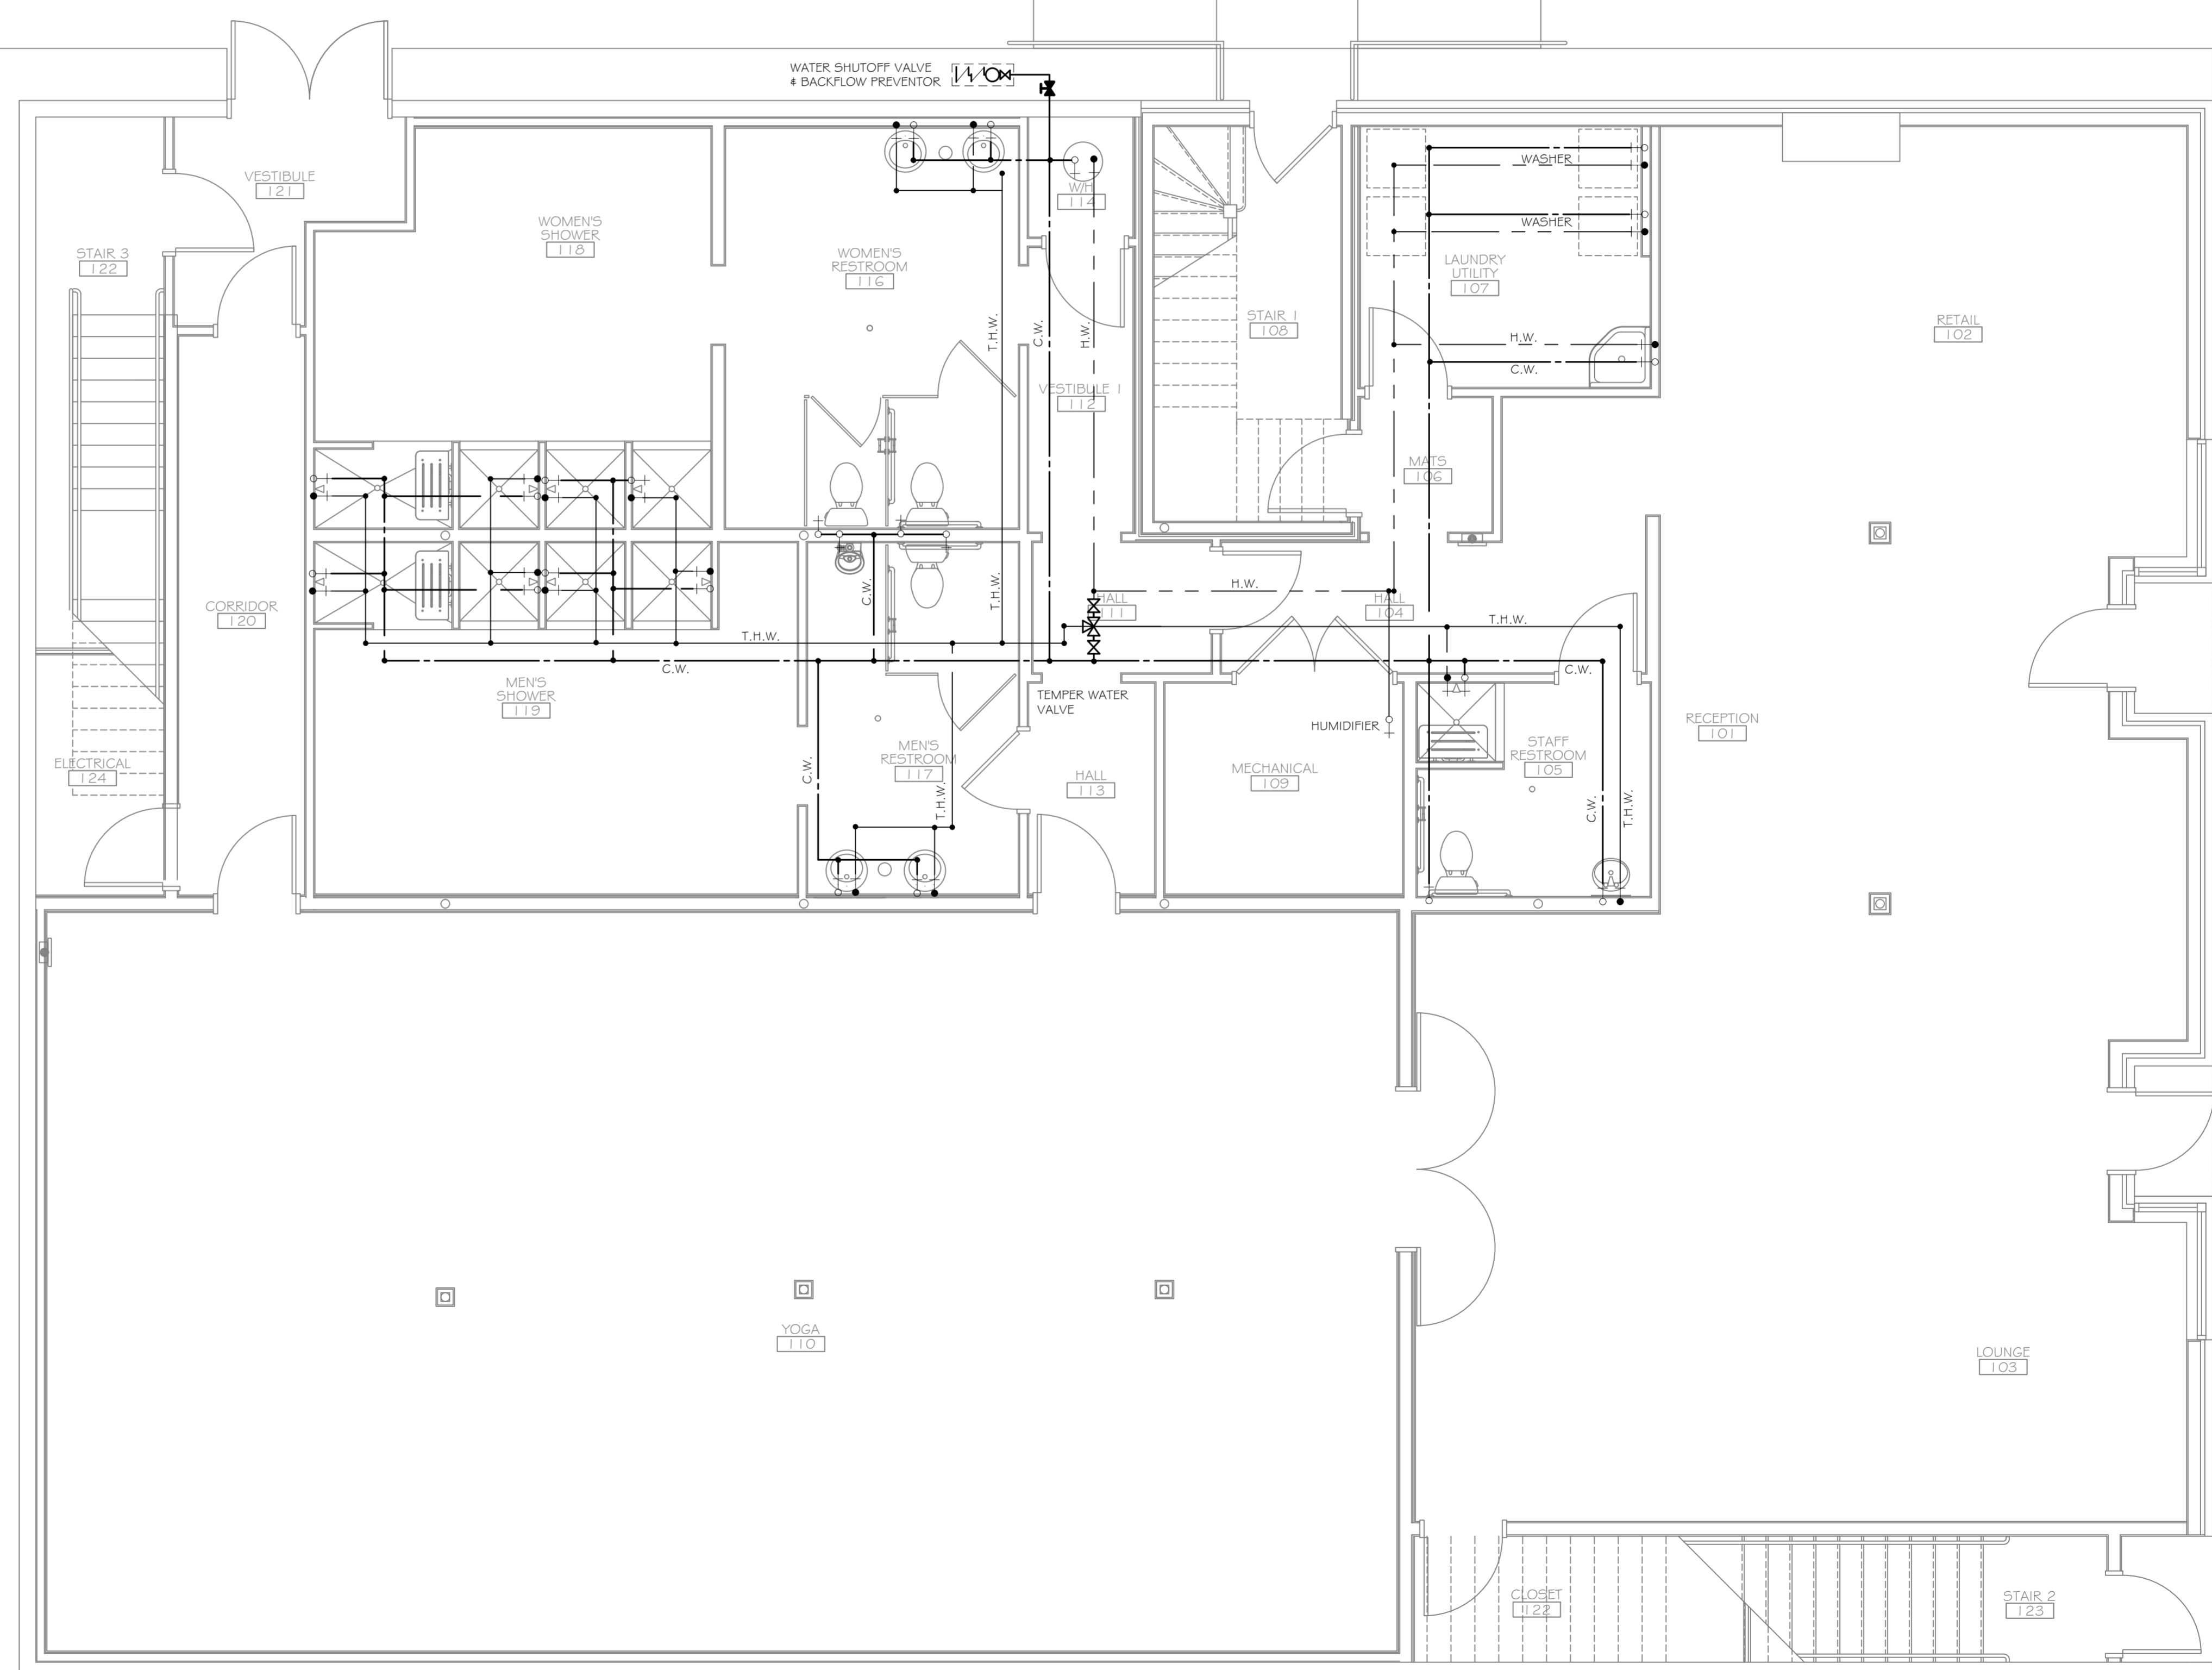 WATER SHUTOFF VALVE
& BACKFLOW PREVENTOR
VESTIBULE
121
WOMEN'S
SHOWER
118
WOMEN'S
RESTROOM
116
W/H
114
WASHER
WASHER
LAUNDRY
UTILITY
107
STAIR 3
122
STAIR 1
108
RETAIL
102
T.H.W.
C.W.
H.W.
H.W.
C.W.
VESTIBULE 1
112
MATS
106
CORRIDOR
120
C.W.
T.H.W.
H.W.
HALL
111
HALL
104
T.H.W.
T.H.W.
C.W.
C.W.
MEN'S
SHOWER
119
TEMPER WATER
VALVE
HUMIDIFIER
RECEPTION
101
ELECTRICAL
124
C.W.
MEN'S
RESTROOM
117
T.H.W.
HALL
113
MECHANICAL
109
STAFF
RESTROOM
105
C.W.
T.H.W.
YOGA
110
LOUNGE
103
CLOSET
122
STAIR 2
123